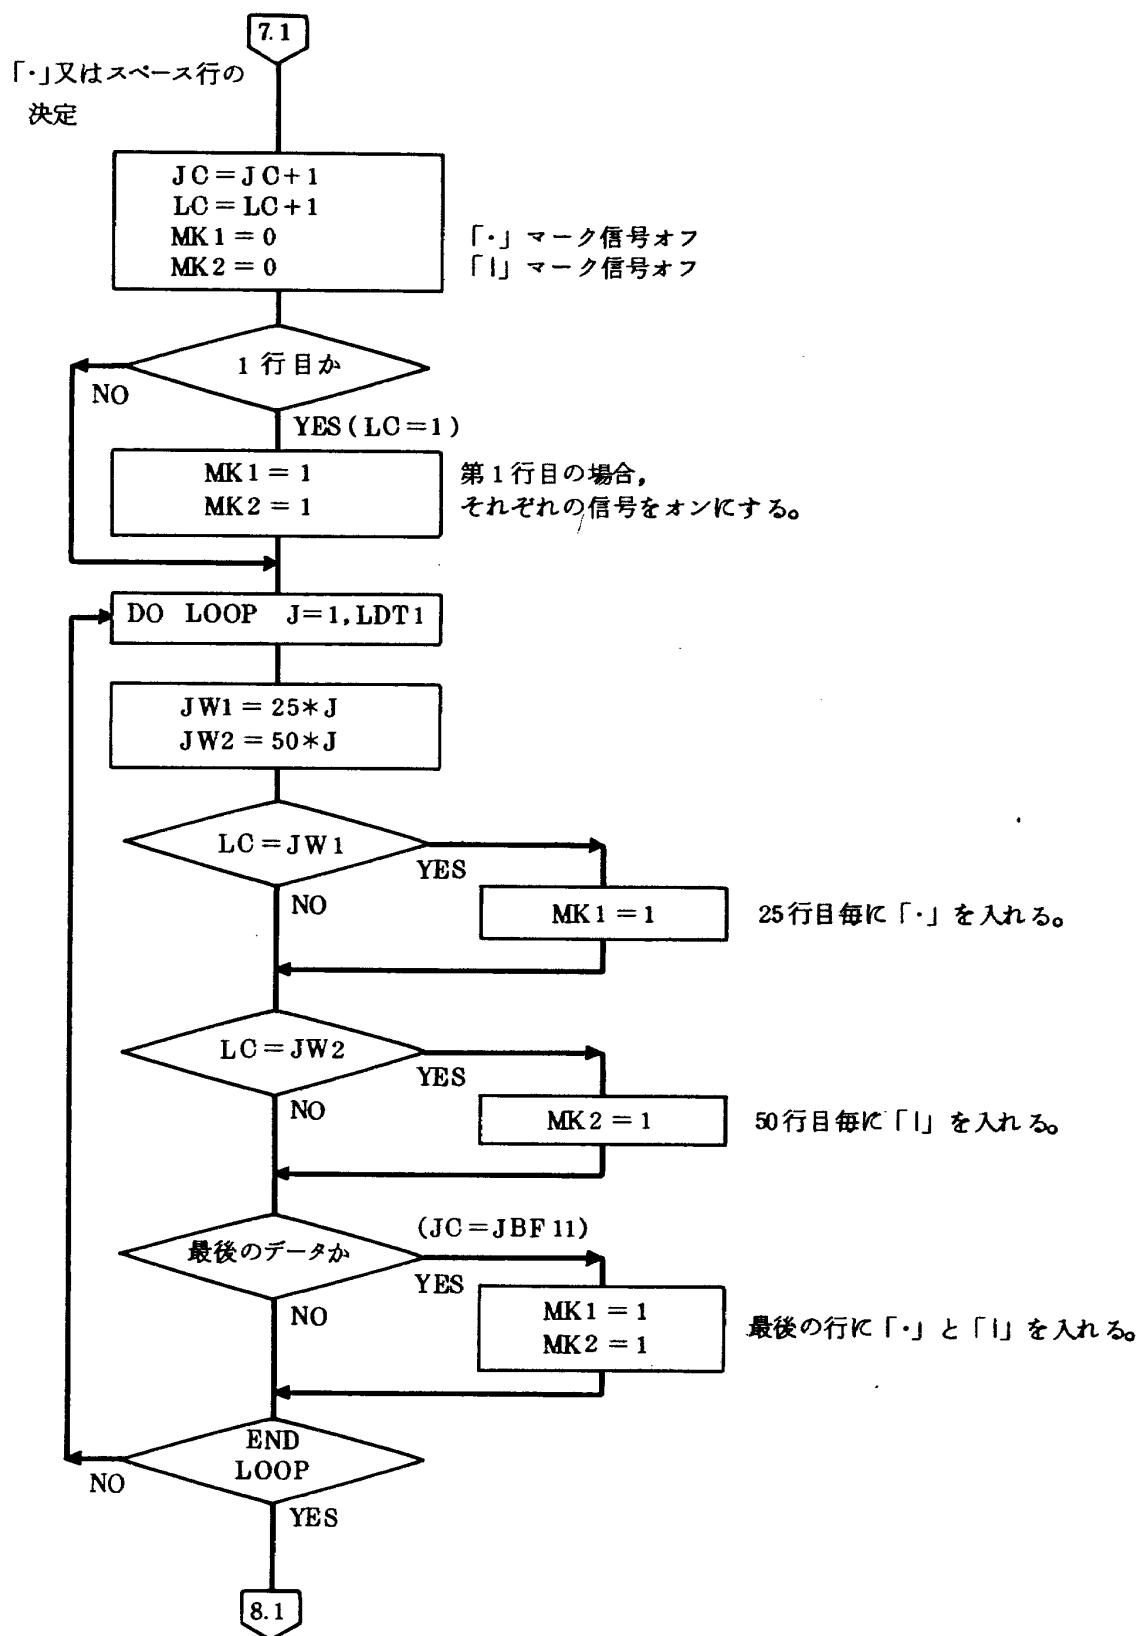 7.1
「・」又はスペース行の
決定
JC=JC+1
LC=LC+1
MK1=0 「・」マーク信号オフ
MK2=0 「|」マーク信号オフ
1行目か
NO
YES(LC=1)
MK1=1 第1行目の場合,
MK2=1 それぞれの信号をオンにする。
DO LOOP J=1,LDT1
JW1=25*J
JW2=50*J
LC=JW1
YES
NO
MK1=1 25行目毎に「・」を入れる。
LC=JW2
YES
NO
MK2=1 50行目毎に「|」を入れる。
(JC=JBF11)
最後のデータか
YES
NO
MK1=1
MK2=1
最後の行に「・」と「|」を入れる。
END
LOOP
NO
YES
8.1